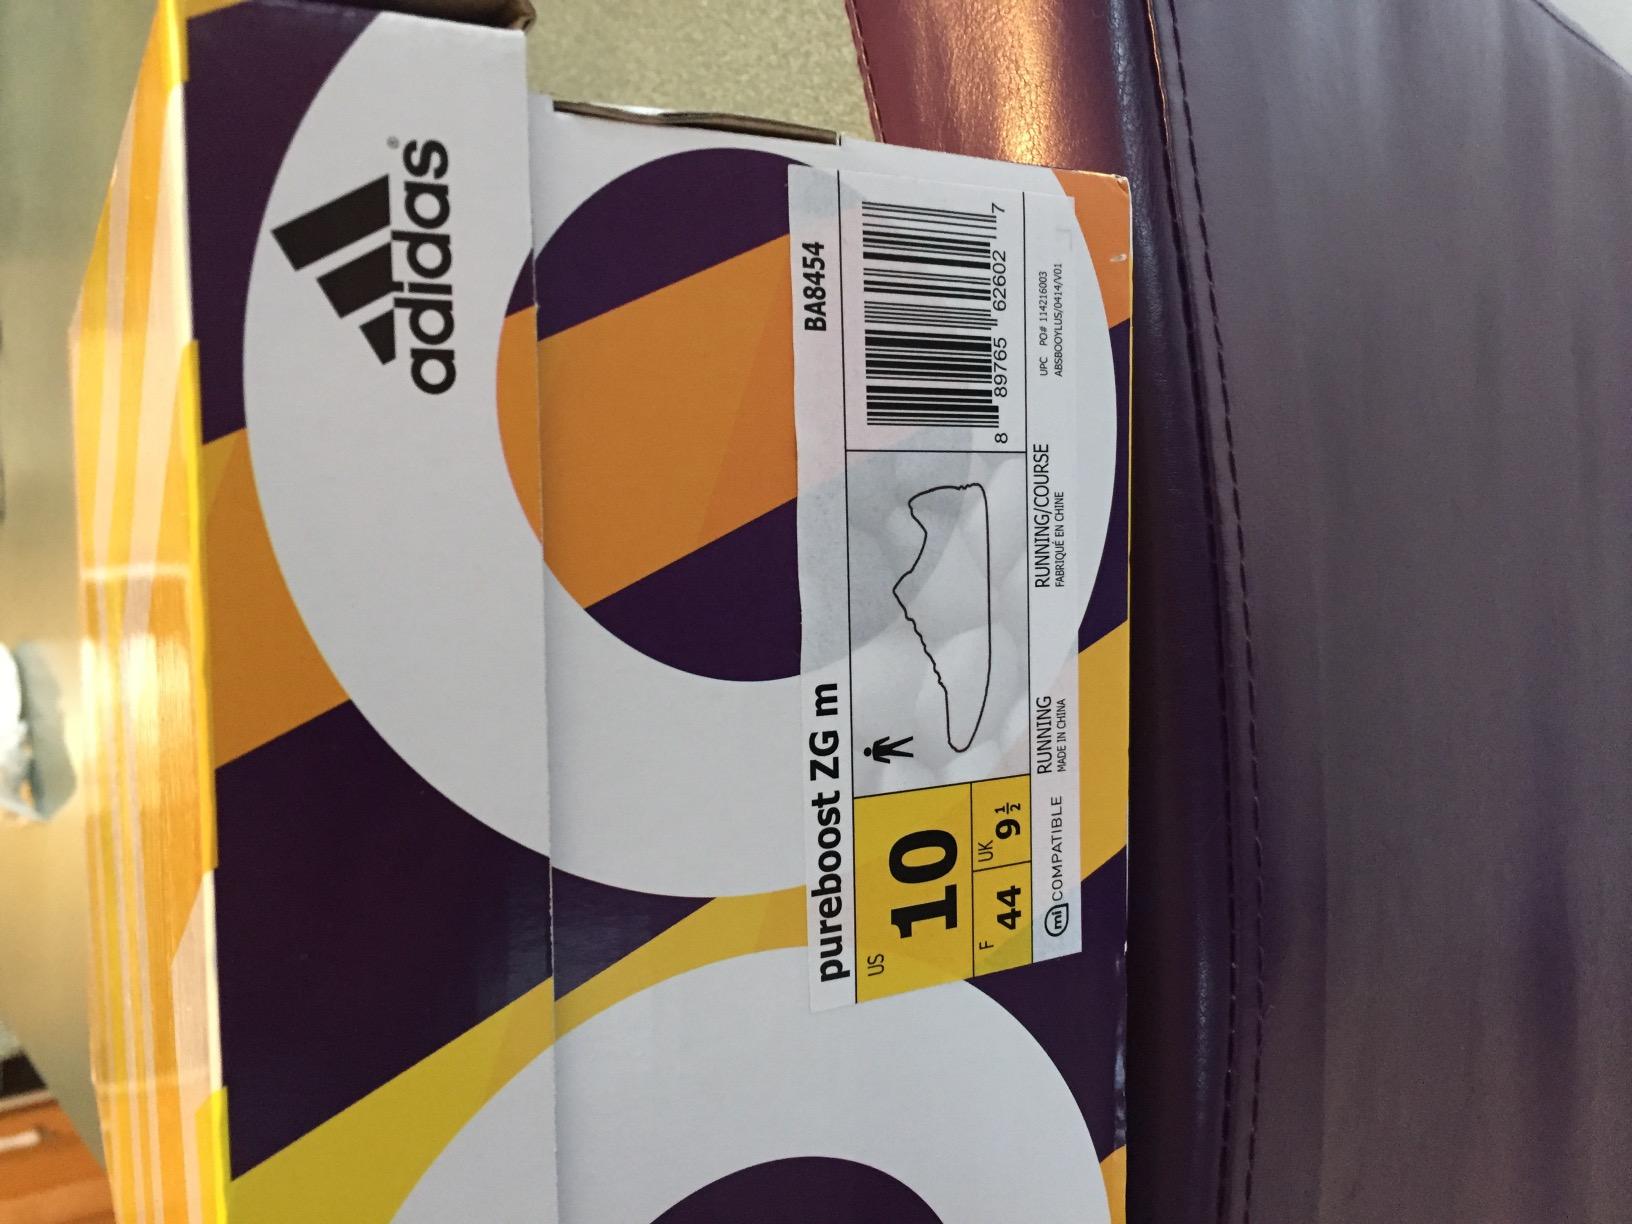 adidas®
pureboost ZG m BA8454
US
10
F 44
UK 9½
8 89765 62602 7
mi COMPATIBLE
RUNNING
MADE IN CHINA
RUNNING/COURSE
FABRIQUÉ EN CHINE
UPC PO# 114216003
ABSBOOYLUS/0414/V01